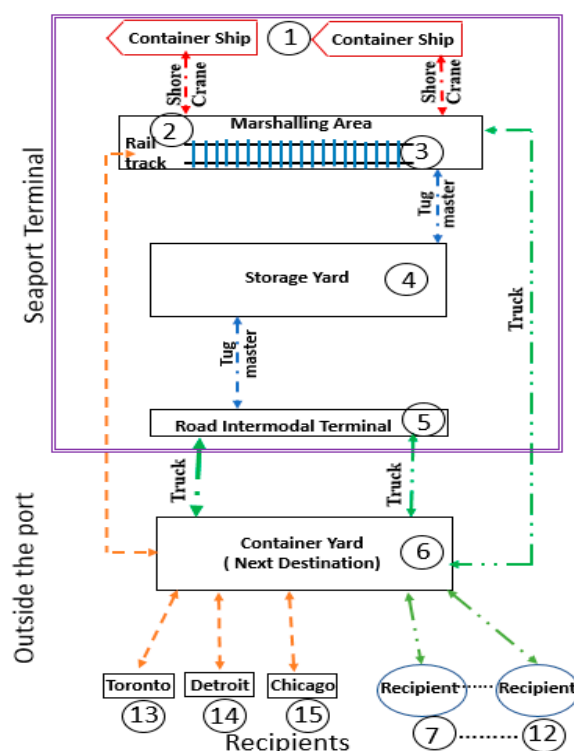 Container Ship
1
Container Ship
Shore
Crane
Shore
Crane
2
Marshalling Area
Rail
track
3
Tug
master
Storage Yard
4
Truck
Seaport Terminal
Tug
master
5
Road Intermodal Terminal
Truck
Truck
Container Yard
( Next Destination)
6
Outside the port
Toronto
Detroit
Chicago
Recipient
Recipient
13
14
15
7
12
Recipients